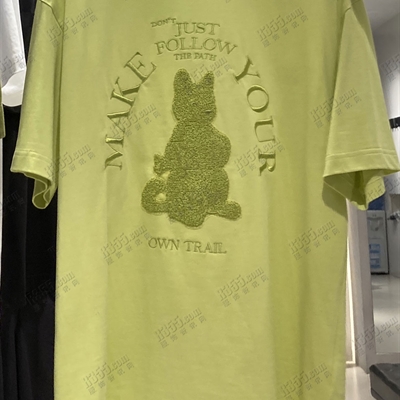 DON'T
JUST
FOLLOW
THE PATH
MAKE YOUR
OWN TRAIL